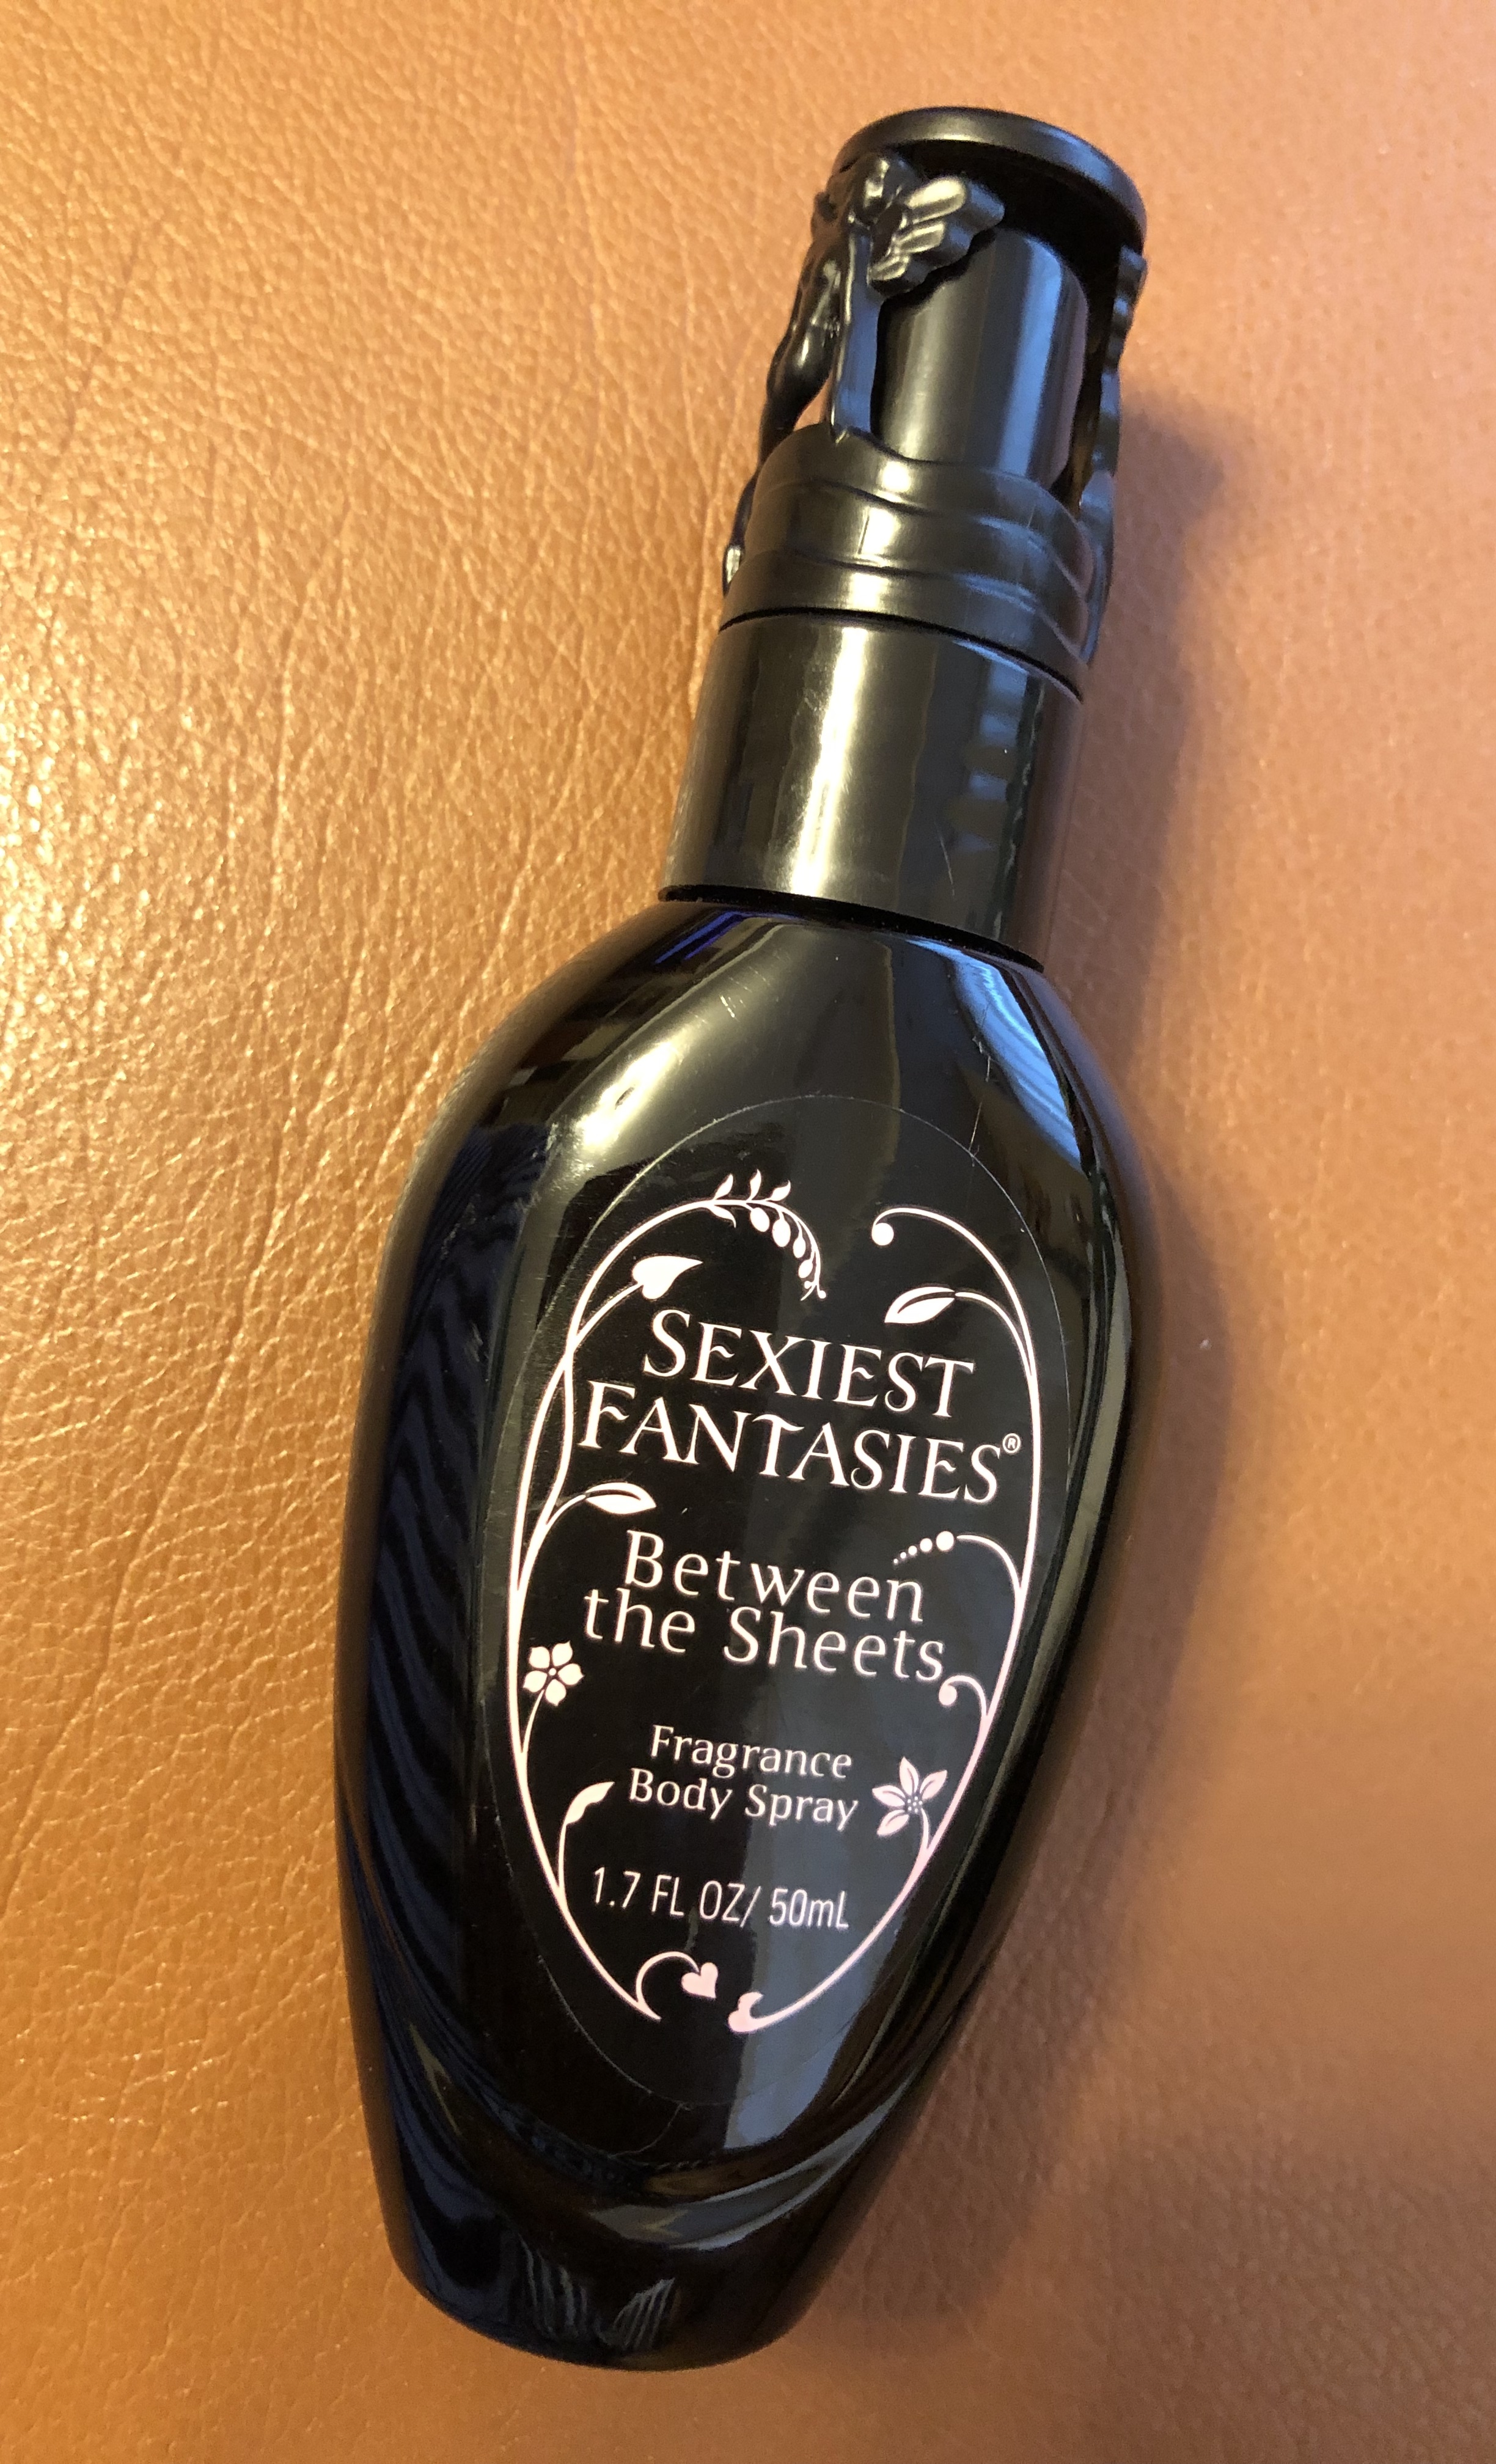 SEXIEST
FANTASIES®
Between
the Sheets
Fragrance
Body Spray
1.7 FL OZ/ 50mL